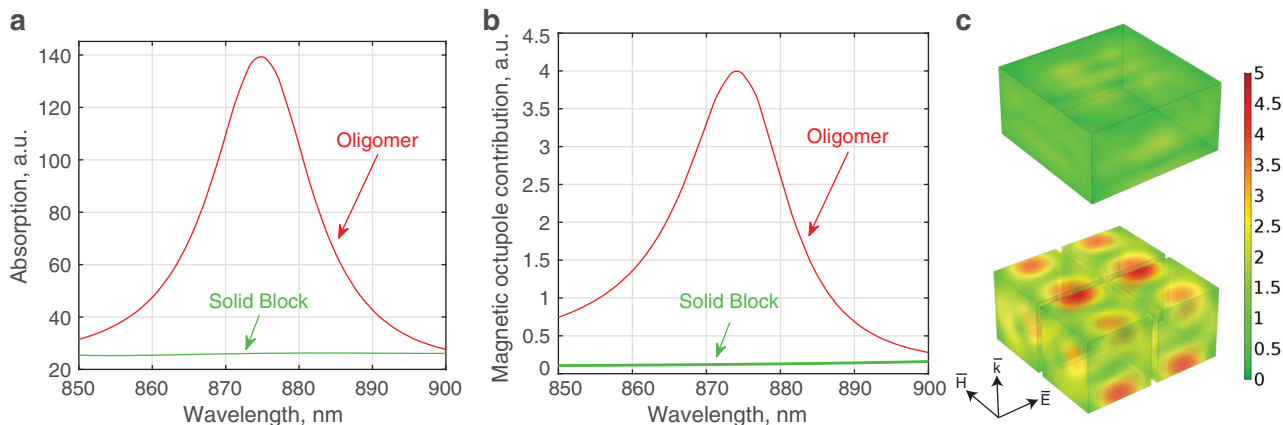 a
Absorption, a.u.
140
120
100
80
60
40
20
850
860
870
880
890
900
Wavelength, nm
Oligomer
Solid Block
b
Magnetic octupole contribution, a.u.
4.5
4
3.5
3
2.5
2
1.5
1
0.5
0
850
860
870
880
890
900
Wavelength, nm
Oligomer
Solid Block
c
5
4.5
4
3.5
3
2.5
2
1.5
1
0.5
0
H̅
k̅
E̅